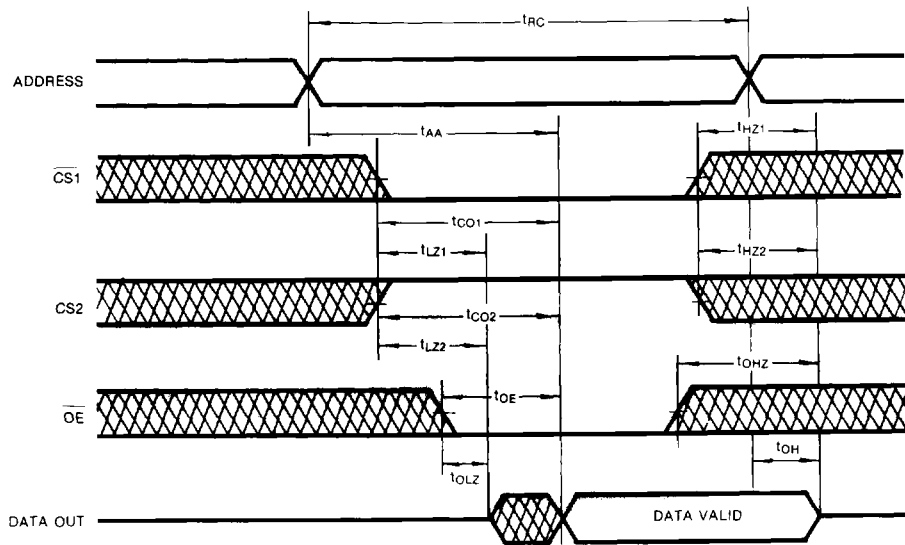 tRC
ADDRESS
tAA
tHZ1
CS1
tCO1
tLZ1
tHZ2
CS2
tCO2
tLZ2
tOHZ
tOE
OE
tOH
tOLZ
DATA OUT
DATA VALID